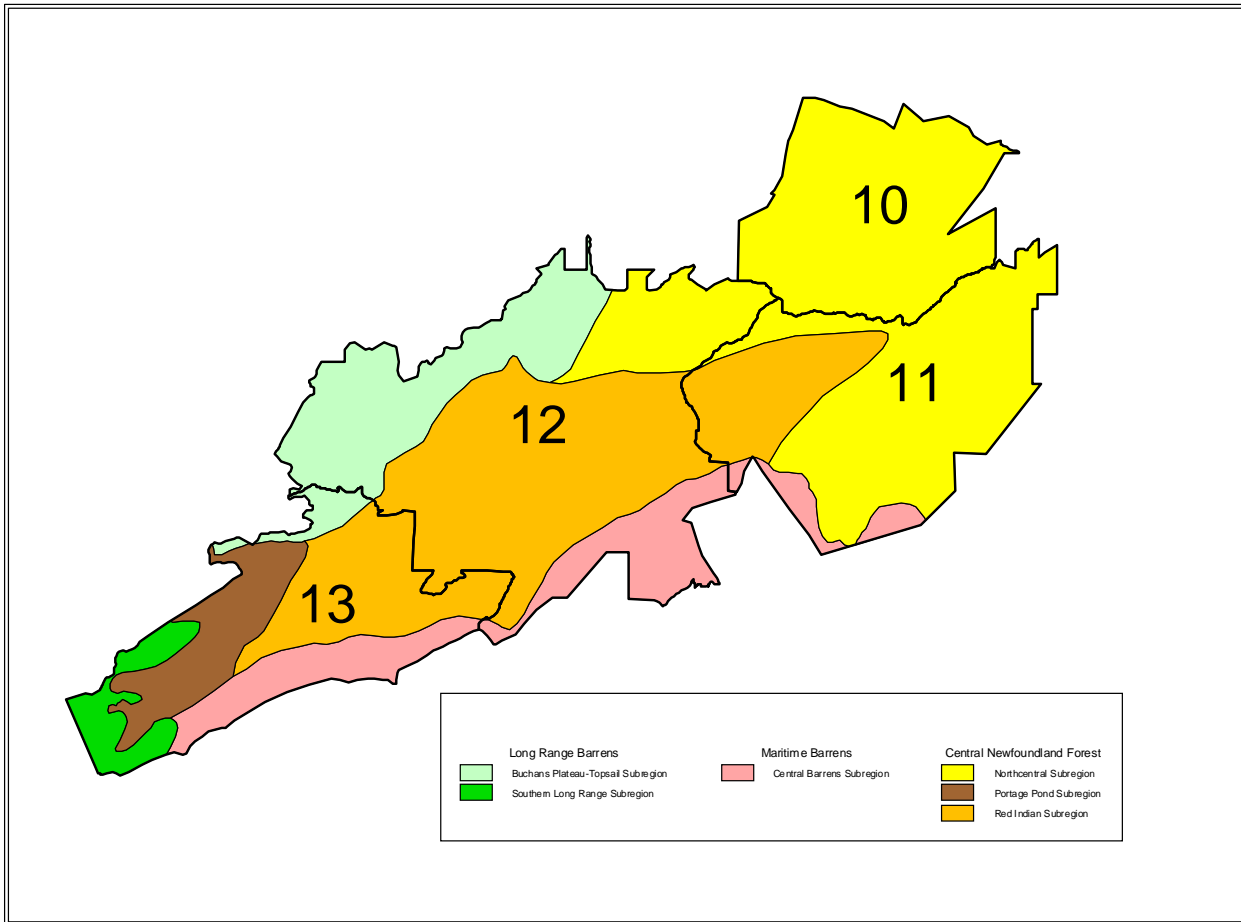 10
11
12
13
Long Range Barrens
Buchans Plateau-Topsail Subregion
Southern Long Range Subregion
Maritime Barrens
Central Barrens Subregion
Central Newfoundland Forest
Northcentral Subregion
Portage Pond Subregion
Red Indian Subregion